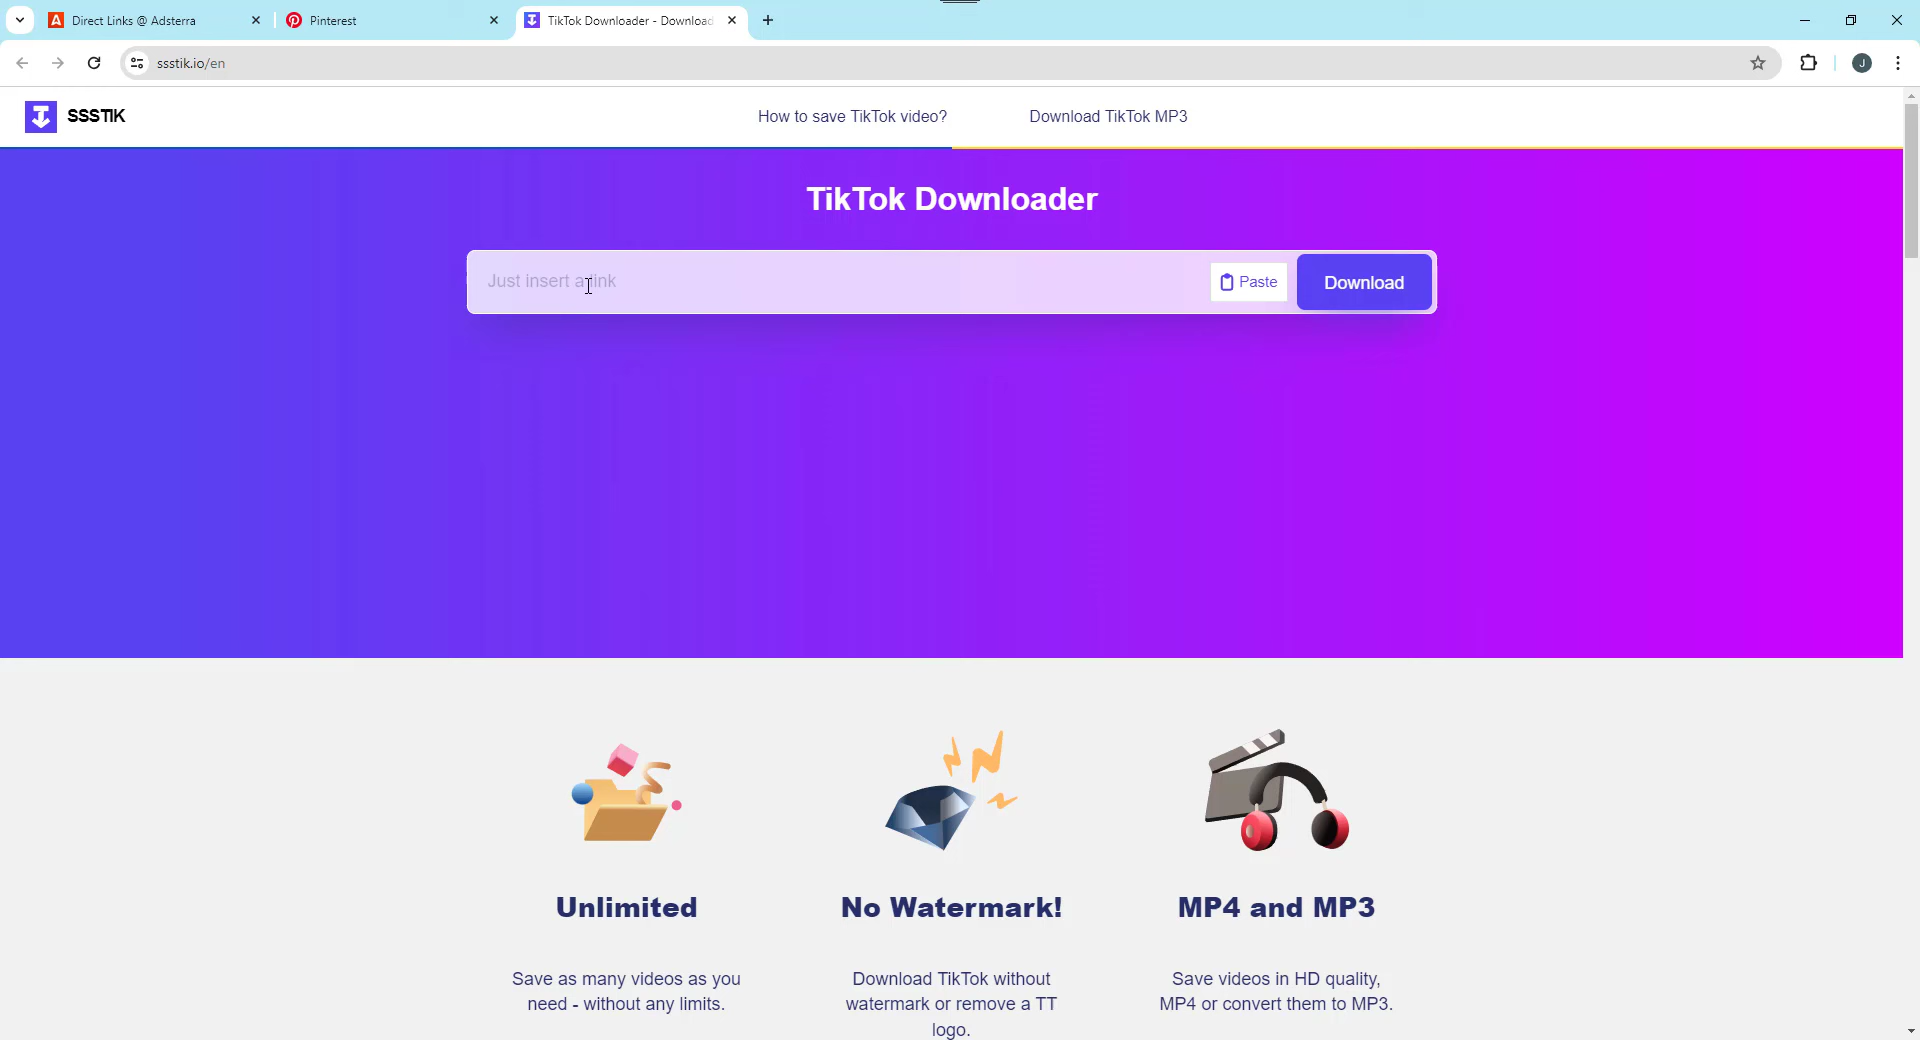 Direct Links @ Adsterra
Pinterest
TikTok Downloader - Download
ssstik.io/en
J
SSSTIK
How to save TikTok video?
Download TikTok MP3
TikTok Downloader
Just insert a link
Paste
Download
Unlimited
No Watermark!
MP4 and MP3
Save as many videos as you
need - without any limits.
Download TikTok without
watermark or remove a TT
logo.
Save videos in HD quality,
MP4 or convert them to MP3.